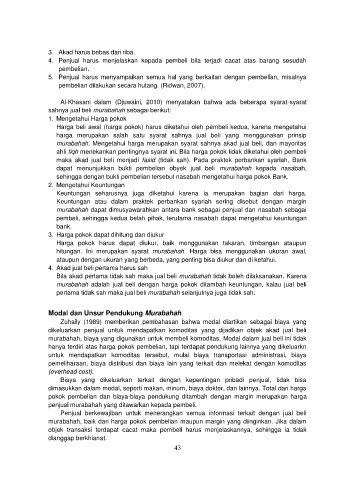 3. Akad harus bebas dari riba.
4. Penjual harus menjelaskan kepada pembeli bila terjadi cacat atas barang sesudah
pembelian.
5. Penjual harus menyampaikan semua hal yang berkaitan dengan pembelian, misalnya
pembelian dilakukan secara hutang. (Ridwan, 2007).
Al-Khasani dalam (Djuwaini, 2010) menyatakan bahwa ada beberapa syarat-syarat
sahnya jual beli murabahah sebagai berikut:
1. Mengetahui Harga pokok
Harga beli awal (harga pokok) harus diketahui oleh pembeli kedua, karena mengetahui
harga merupakan salah satu syarat sahnya jual beli yang menggunakan prinsip
murabahah. Mengetahui harga merupakan syarat sahnya akad jual beli, dan mayoritas
ahli fiqh menekankan pentingnya syarat ini. Bila harga pokok tidak diketahui oleh pembeli
maka akad jual beli menjadi fasid (tidak sah). Pada praktek perbankan syariah, Bank
dapat menunjukkan bukti pembelian obyek jual beli murabahah kepada nasabah,
sehingga dengan bukti pembelian tersebut nasabah mengetahui harga pokok Bank.
2. Mengetahui Keuntungan
Keuntungan seharusnya juga diketahui karena ia merupakan bagian dari harga.
Keuntungan atau dalam praktek perbankan syariah sering disebut dengan margin
murabahah dapat dimusyawarahkan antara bank sebagai penjual dan nasabah sebagai
pembeli, sehingga kedua belah pihak, terutama nasabah dapat mengetahui keuntungan
bank.
3. Harga pokok dapat dihitung dan diukur
Harga pokok harus dapat diukur, baik menggunakan takaran, timbangan ataupun
hitungan. Ini merupakan syarat murabahah. Harga bisa menggunakan ukuran awal,
ataupun dengan ukuran yang berbeda, yang penting bisa diukur dan di ketahui.
4. Akad jual beli pertama harus sah
Bila akad pertama tidak sah maka jual beli murabahah tidak boleh dilaksanakan. Karena
murabahah adalah jual beli dengan harga pokok ditambah keuntungan, kalau jual beli
pertama tidak sah maka jual beli murabahah selanjutnya juga tidak sah.
Modal dan Unsur Pendukung Murabahah
Zuhaily (1989) memberikan pembahasan bahwa modal diartikan sebagai biaya yang
dikeluarkan penjual untuk mendapatkan komoditas yang dijadikan objek akad jual beli
murabahah, biaya yang digunakan untuk membeli komoditas. Modal dalam jual beli ini tidak
hanya terdiri atas harga pokok pembelian, tapi terdapat pendukung lainnya yang dikeluarkn
untuk mendapatkan komoditas tersebut, mulai biaya transportasi administrasi, biaya
pemeliharaan, biaya distribusi dan biaya lain yang terkait dan melekat dengan komoditas
(overhead cost).
Biaya yang dikeluarkan terkait dengan kepentingan pribadi penjual, tidak bisa
dimasukkan dalam modal, seperti makan, minum, biaya doktor, dan lainnya. Total dari harga
pokok pembelian dan biaya-biaya pendukung ditambah dengan margin merupakan harga
penjual murabahah yang ditawarkan kepada pembeli.
Penjual berkewajiban untuk menerangkan semua informasi terkait dengan jual beli
murabahah, baik dari harga pokok pembelian maupun margin yang diinginkan. Jika dalam
objek transaksi terdapat cacat maka pembeli harus menjelaskannya, sehingga ia tidak
dianggap berkhianat.
43